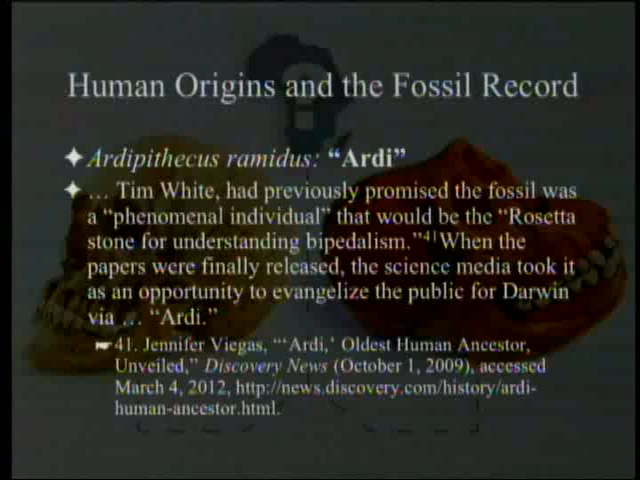 Human Origins and the Fossil Record
Ardipithecus ramidus: “Ardi”
… Tim White, had previously promised the fossil was
a “phenomenal individual” that would be the “Rosetta
stone for understanding bipedalism.”41 When the
papers were finally released, the science media took it
as an opportunity to evangelize the public for Darwin
via … “Ardi.”
41. Jennifer Viegas, “‘Ardi,’ Oldest Human Ancestor,
Unveiled,” Discovery News (October 1, 2009), accessed
March 4, 2012, http://news.discovery.com/history/ardi-
human-ancestor.html.